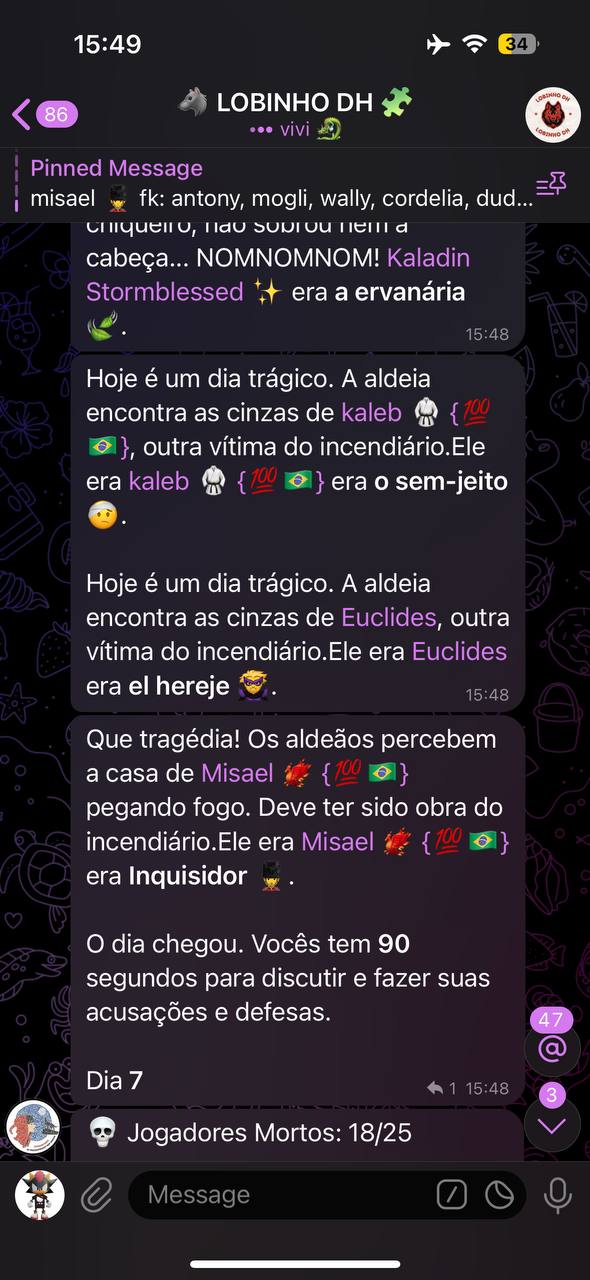 15:49
34
86
🐺 LOBINHO DH 🧩
••• vivi 🐉
LOBINHO DH
LOBINHO DH
Pinned Message
misael 💂 fk: antony, mogli, wally, cordelia, dud...
chiqueiro, não sobrou nem a
cabeça... NOMNOMNOM! Kaladin
Stormblessed ✨ era a ervanária
🌿.
15:48
Hoje é um dia trágico. A aldeia
encontra as cinzas de kaleb 🥋 {💯
🇧🇷}, outra vítima do incendiário.Ele
era kaleb 🥋 {💯 🇧🇷} era o sem-jeito
🤕.
Hoje é um dia trágico. A aldeia
encontra as cinzas de Euclides, outra
vítima do incendiário.Ele era Euclides
era el hereje 🦹.
15:48
Que tragédia! Os aldeãos percebem
a casa de Misael 🐉 {💯 🇧🇷}
pegando fogo. Deve ter sido obra do
incendiário.Ele era Misael 🐉 {💯 🇧🇷}
era Inquisidor 💂.
O dia chegou. Vocês tem 90
segundos para discutir e fazer suas
acusações e defesas.
Dia 7
1 15:48
47
@
3
💀 Jogadores Mortos: 18/25
Message